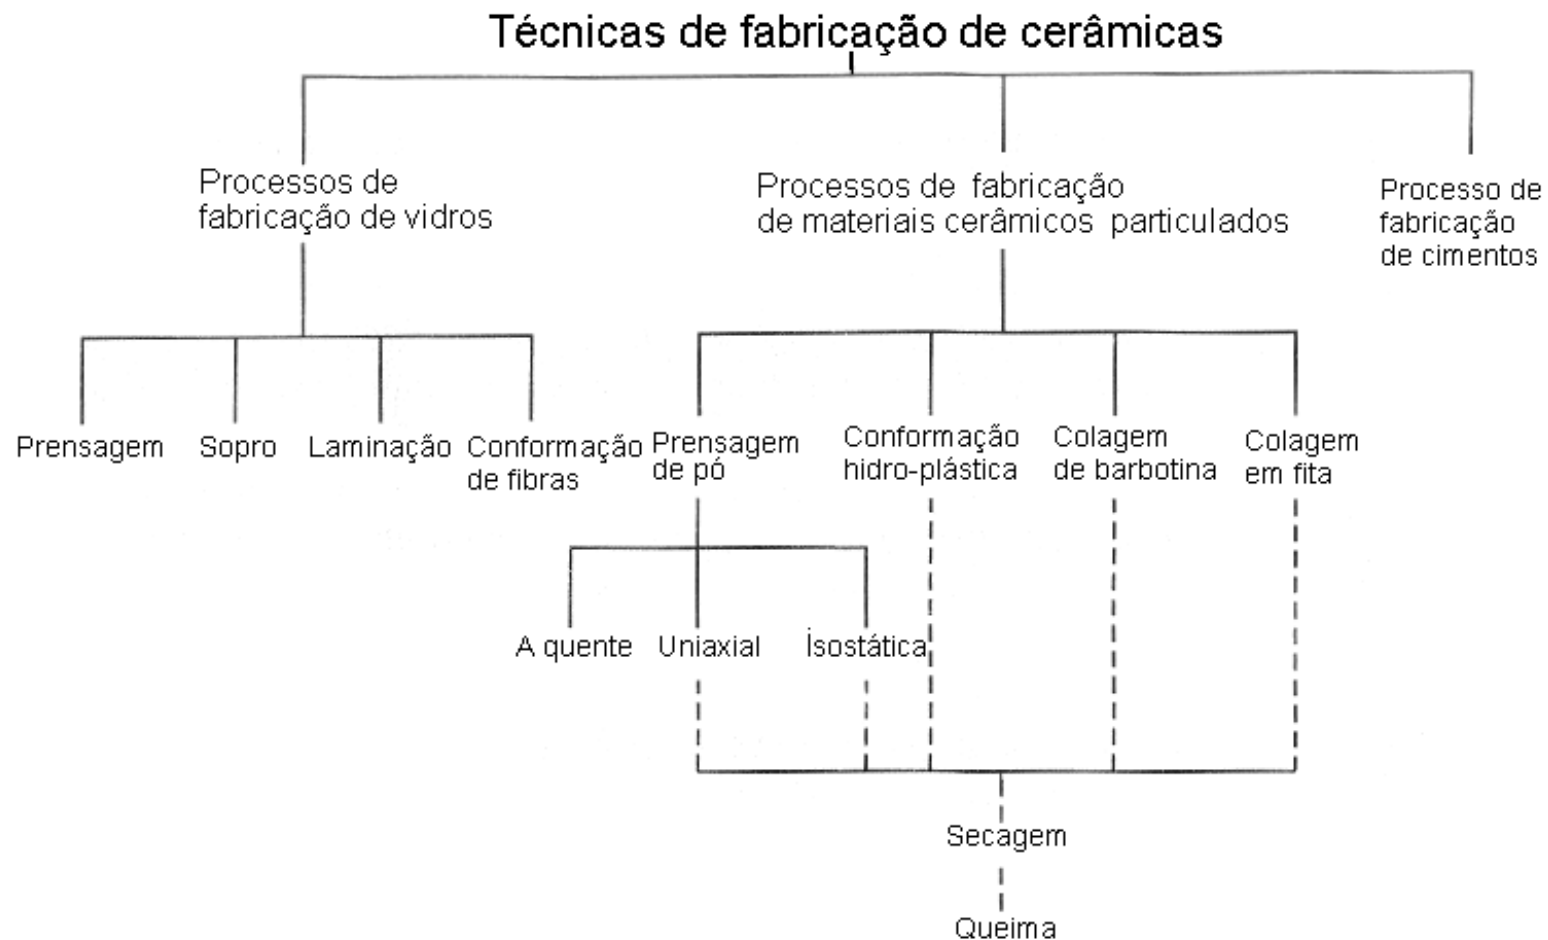 Técnicas de fabricação de cerâmicas
Processos de
fabricação de vidros
Processos de fabricação
de materiais cerâmicos particulados
Processo de
fabricação
de cimentos
Prensagem
Sopro
Laminação
Conformação
de fibras
Prensagem
de pó
Conformação
hidro-plástica
Colagem
de barbotina
Colagem
em fita
A quente
Uniaxial
İsostática
Secagem
Queima